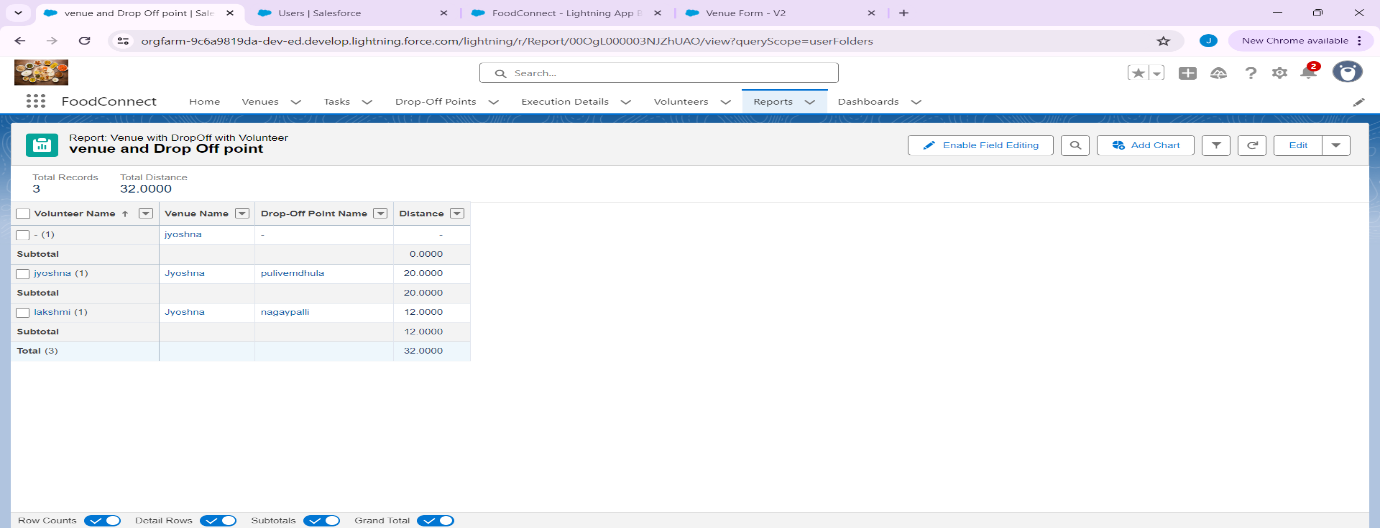 venue and Drop Off point | Sale
Users | Salesforce
FoodConnect - Lightning App B
Venue Form - V2
orgfarm-9c6a9819da-dev-ed.develop.lightning.force.com/lightning/r/Report/00OgL000003NJZhUAO/view?queryScope=userFolders
J
New Chrome available
Search...
2
FoodConnect
Home
Venues
Tasks
Drop-Off Points
Execution Details
Volunteers
Reports
Dashboards
Report: Venue with DropOff with Volunteer
venue and Drop Off point
Enable Field Editing
Add Chart
Edit
Total Records
3
Total Distance
32.0000
Volunteer Name ↑ Venue Name Drop-Off Point Name Distance
- (1) jyoshna - -
Subtotal 0.0000
jyoshna (1) Jyoshna pulivemdhula 20.0000
Subtotal 20.0000
lakshmi (1) Jyoshna nagaypalli 12.0000
Subtotal 12.0000
Total (3) 32.0000
Row Counts Detail Rows Subtotals Grand Total